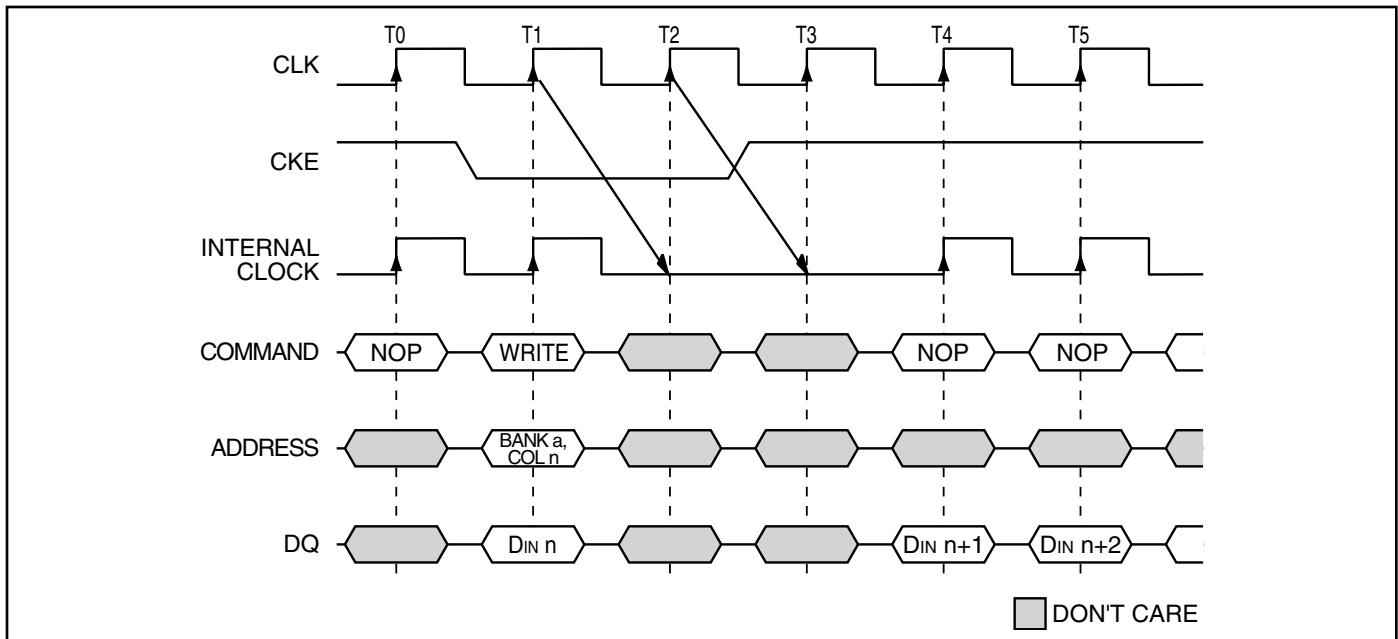 T0 T1 T2 T3 T4 T5
CLK
CKE
INTERNAL
CLOCK
COMMAND NOP WRITE NOP NOP
ADDRESS BANK a,
COL n
DQ DIN n DIN n+1 DIN n+2
DON'T CARE